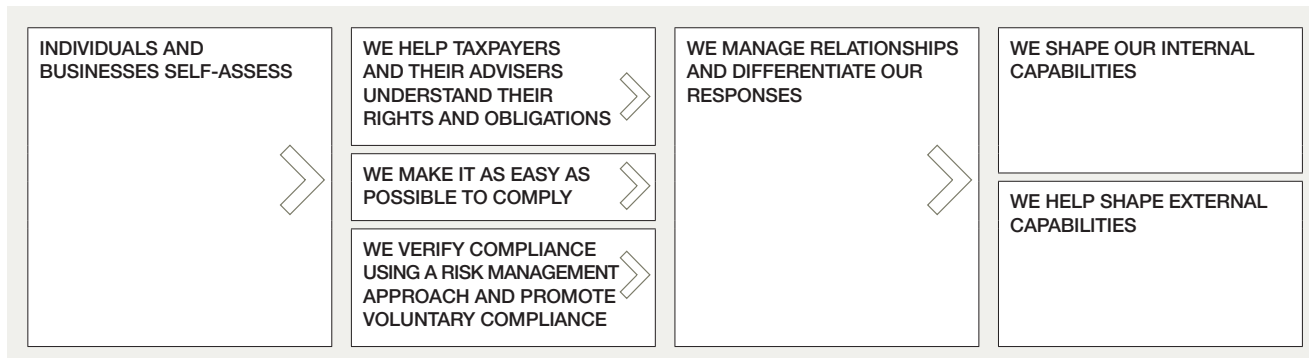 INDIVIDUALS AND
BUSINESSES SELF-ASSESS
WE HELP TAXPAYERS
AND THEIR ADVISERS
UNDERSTAND THEIR
RIGHTS AND OBLIGATIONS
WE MAKE IT AS EASY AS
POSSIBLE TO COMPLY
WE VERIFY COMPLIANCE
USING A RISK MANAGEMENT
APPROACH AND PROMOTE
VOLUNTARY COMPLIANCE
WE MANAGE RELATIONSHIPS
AND DIFFERENTIATE OUR
RESPONSES
WE SHAPE OUR INTERNAL
CAPABILITIES
WE HELP SHAPE EXTERNAL
CAPABILITIES